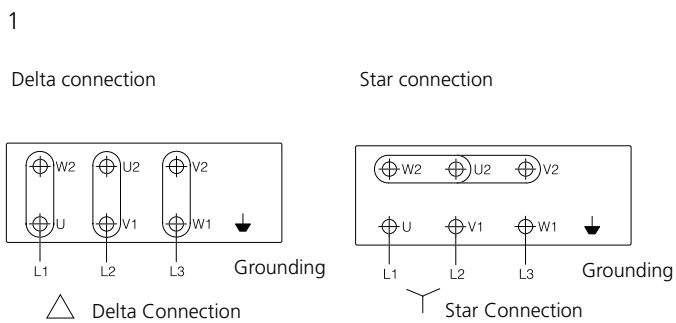 1
Delta connection Star connection
W2 U2 V2 W2 U2 V2
U V1 W1 U V1 W1
L1 L2 L3 Grounding L1 L2 L3 Grounding
Delta Connection Star Connection